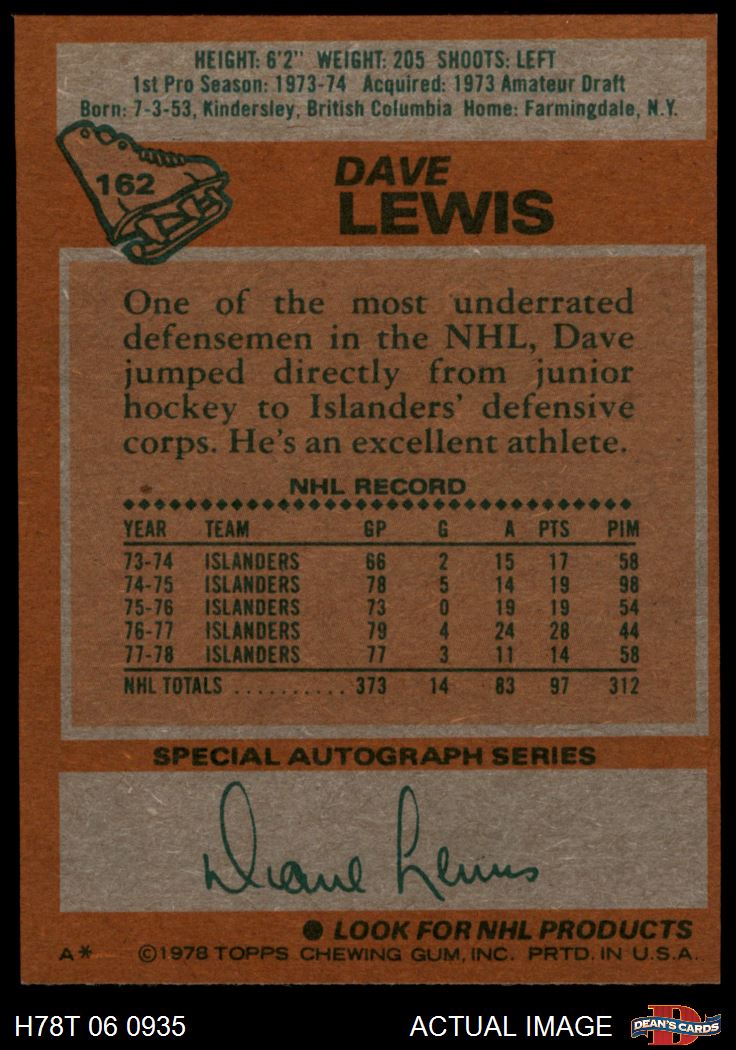 HEIGHT: 6'2" WEIGHT: 205 SHOOTS: LEFT
1st Pro Season: 1973-74 Acquired: 1973 Amateur Draft
Born: 7-3-53, Kindersley, British Columbia Home: Farmingdale, N.Y.
162
DAVE
LEWIS
One of the most underrated
defensemen in the NHL, Dave
jumped directly from junior
hockey to Islanders' defensive
corps. He's an excellent athlete.
NHL RECORD
YEAR TEAM GP G A PTS PIM
73-74 ISLANDERS 66 2 15 17 58
74-75 ISLANDERS 78 5 14 19 98
75-76 ISLANDERS 73 0 19 19 54
76-77 ISLANDERS 79 4 24 28 44
77-78 ISLANDERS 77 3 11 14 58
NHL TOTALS .......... 373 14 83 97 312
SPECIAL AUTOGRAPH SERIES
Diane Lewis
● LOOK FOR NHL PRODUCTS
A* ©1978 TOPPS CHEWING GUM, INC. PRTD. IN U.S.A.
H78T 06 0935 ACTUAL IMAGE DEAN'S CARDS